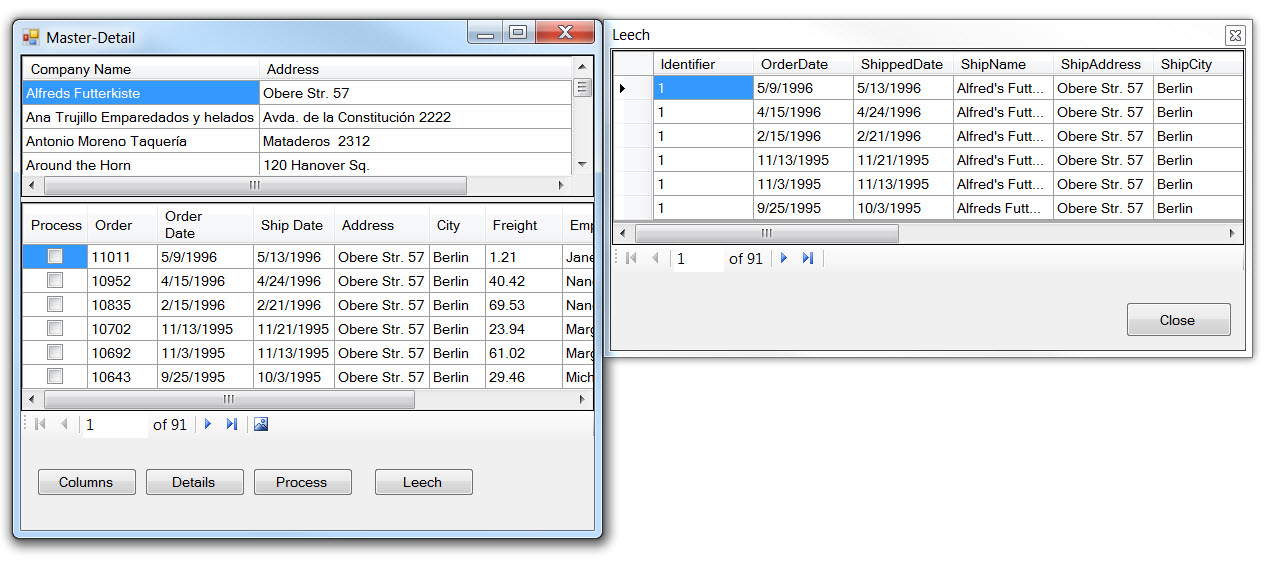 Master-Detail
Company Name Address
Alfreds Futterkiste Obere Str. 57
Ana Trujillo Emparedados y helados Avda. de la Constitución 2222
Antonio Moreno Taquería Mataderos 2312
Around the Horn 120 Hanover Sq.
Process Order Order Date Ship Date Address City Freight Emp
11011 5/9/1996 5/13/1996 Obere Str. 57 Berlin 1.21 Jane
10952 4/15/1996 4/24/1996 Obere Str. 57 Berlin 40.42 Nanc
10835 2/15/1996 2/21/1996 Obere Str. 57 Berlin 69.53 Nanc
10702 11/13/1995 11/21/1995 Obere Str. 57 Berlin 23.94 Marg
10692 11/3/1995 11/13/1995 Obere Str. 57 Berlin 61.02 Marg
10643 9/25/1995 10/3/1995 Obere Str. 57 Berlin 29.46 Mich
1 of 91
Columns Details Process Leech
Leech
Identifier OrderDate ShippedDate ShipName ShipAddress ShipCity
1 5/9/1996 5/13/1996 Alfred's Futt... Obere Str. 57 Berlin
1 4/15/1996 4/24/1996 Alfred's Futt... Obere Str. 57 Berlin
1 2/15/1996 2/21/1996 Alfred's Futt... Obere Str. 57 Berlin
1 11/13/1995 11/21/1995 Alfred's Futt... Obere Str. 57 Berlin
1 11/3/1995 11/13/1995 Alfred's Futt... Obere Str. 57 Berlin
1 9/25/1995 10/3/1995 Alfreds Futt... Obere Str. 57 Berlin
1 of 91
Close